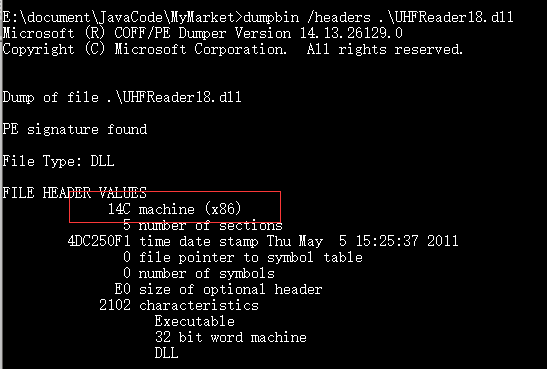 E:\document\JavaCode\MyMarket>dumpbin /headers .\UHFReader18.dll
Microsoft (R) COFF/PE Dumper Version 14.13.26129.0
Copyright (C) Microsoft Corporation.  All rights reserved.
Dump of file .\UHFReader18.dll
PE signature found
File Type: DLL
FILE HEADER VALUES
14C machine (x86)
5 number of sections
4DC250F1 time date stamp Thu May  5 15:25:37 2011
0 file pointer to symbol table
0 number of symbols
E0 size of optional header
2102 characteristics
Executable
32 bit word machine
DLL